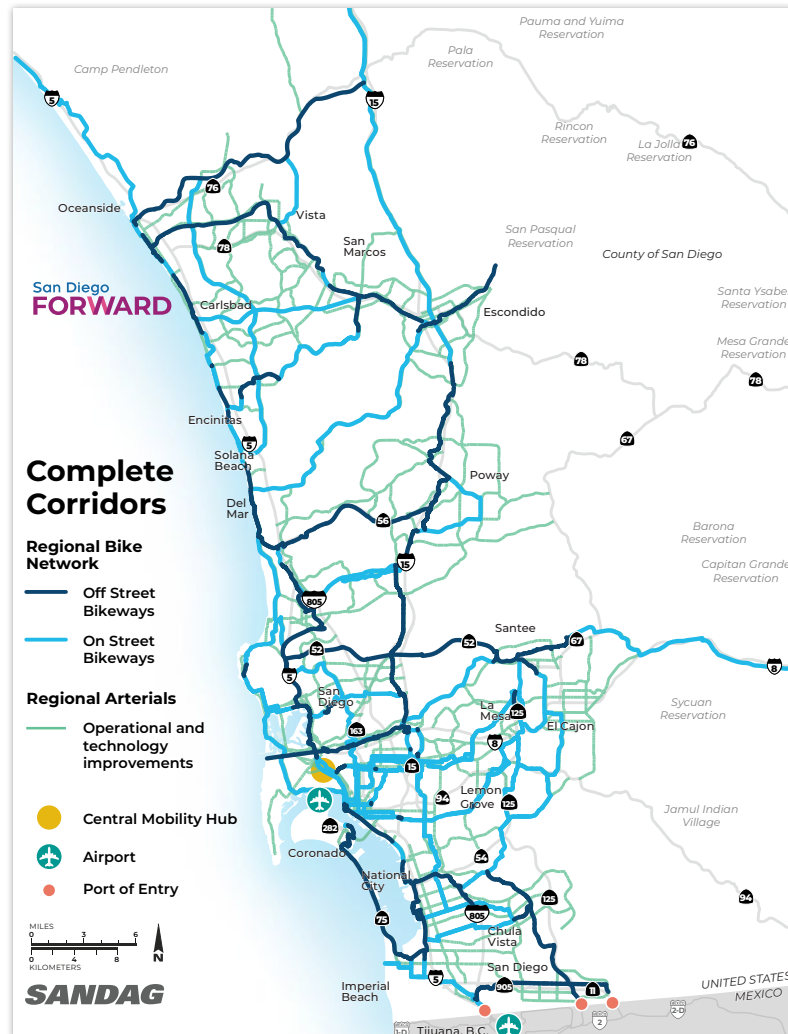 Pauma and Yuima
Reservation
Pala
Reservation
Camp Pendleton
5
15
Rincon
Reservation
La Jolla
Reservation
76
76
Oceanside
Vista
San Pasqual
Reservation
78
San
Marcos
County of San Diego
San Diego
FORWARD
Carlsbad
Escondido
Santa Ysabel
Reservation
Mesa Grande
Reservation
78
78
Encinitas
5
67
Solana
Beach
Complete
Corridors
Poway
Del
Mar
56
Barona
Reservation
Regional Bike
Network
15
Capitan Grande
Reservation
Off Street
Bikeways
805
On Street
Bikeways
Santee
52
52
67
8
5
Regional Arterials
San
Diego
La
Mesa
125
Sycuan
Reservation
Operational and
technology
improvements
163
El Cajon
8
15
Central Mobility Hub
94
Lemon
Grove
125
Jamul Indian
Village
282
Airport
Coronado
54
National
City
Port of Entry
125
94
805
75
MILES
0 3 6
0 4 8
KILOMETERS
N
Chula
Vista
San Diego
SANDAG
Imperial
Beach
5
905
11
UNITED STATES
MEXICO
1-D
Tijuana, B.C.
2
2-D